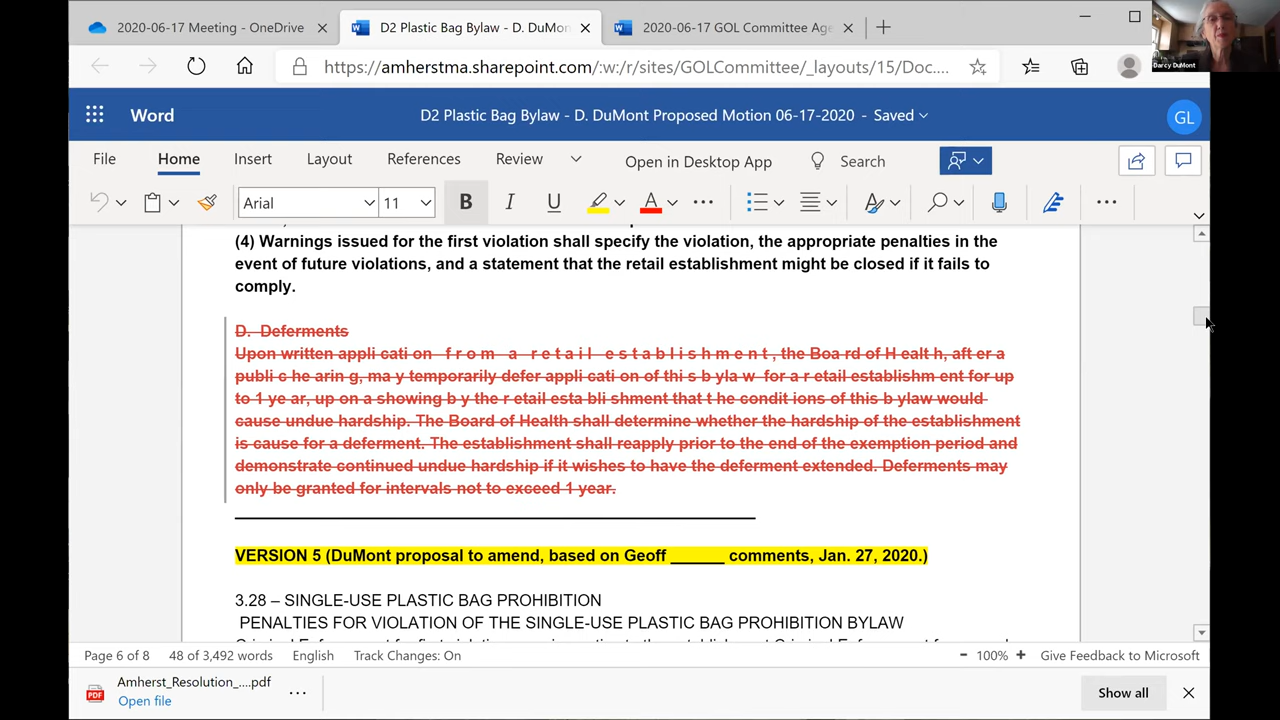 2020-06-17 Meeting - OneDrive
D2 Plastic Bag Bylaw - D. DuMon
2020-06-17 GOL Committee Age
Darcy DuMont
https://amherstma.sharepoint.com/:w:/r/sites/GOLCommittee/_layouts/15/Doc....
Word
D2 Plastic Bag Bylaw - D. DuMont Proposed Motion 06-17-2020 - Saved
GL
File Home Insert Layout References Review Open in Desktop App Search
Arial 11 B I U A
(4) Warnings issued for the first violation shall specify the violation, the appropriate penalties in the
event of future violations, and a statement that the retail establishment might be closed if it fails to
comply.
D. Deferments
Upon written appli cati on f r o m a r e t a i l e s t a b l i s h m e n t , the Boa rd of H ealt h, aft er a
publi c he arin g, ma y temporarily defer appli cati on of thi s b yla w for a r etail establishm ent for up
to 1 ye ar, up on a showing b y the r etail esta bli shment that t he condit ions of this b ylaw would
cause undue hardship. The Board of Health shall determine whether the hardship of the establishment
is cause for a deferment. The establishment shall reapply prior to the end of the exemption period and
demonstrate continued undue hardship if it wishes to have the deferment extended. Deferments may
only be granted for intervals not to exceed 1 year.
VERSION 5 (DuMont proposal to amend, based on Geoff ______ comments, Jan. 27, 2020.)
3.28 – SINGLE-USE PLASTIC BAG PROHIBITION
PENALTIES FOR VIOLATION OF THE SINGLE-USE PLASTIC BAG PROHIBITION BYLAW
Page 6 of 8 48 of 3,492 words English Track Changes: On 100% Give Feedback to Microsoft
Amherst_Resolution_....pdf
Open file
Show all